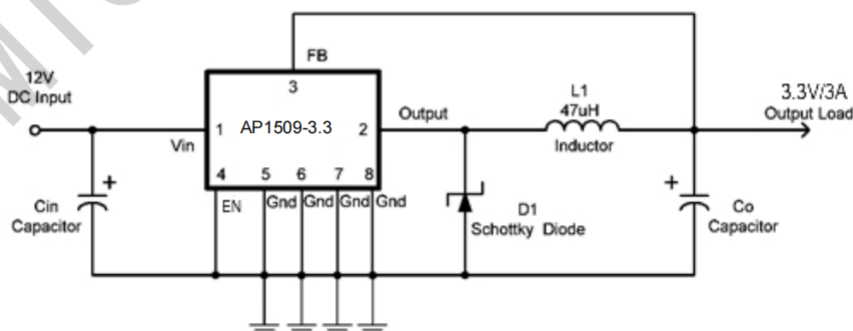 FB
3
12V
DC Input
Vin
1
AP1509-3.3
2
Output
L1
47uH
Inductor
3.3V/3A
Output Load
4
5
6
7
8
EN
Gnd
Gnd
Gnd
Gnd
+
Cin
Capacitor
D1
Schottky Diode
+
Co
Capacitor